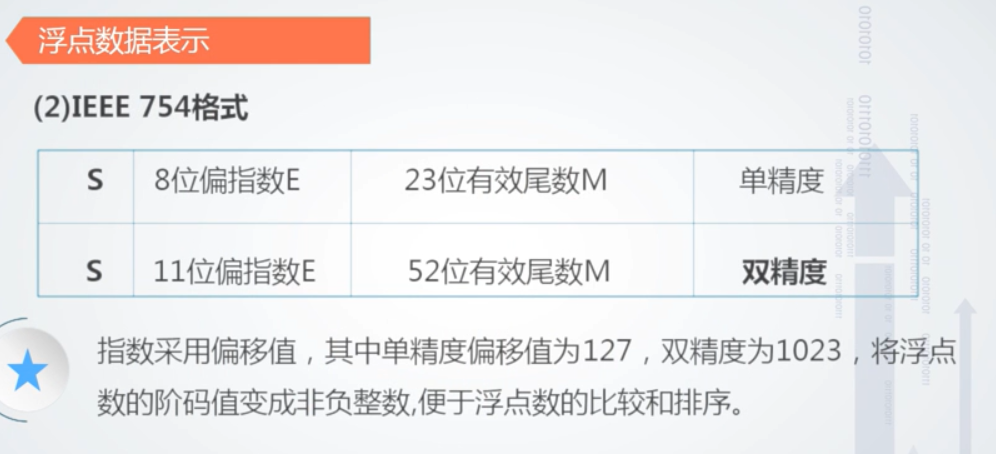 浮点数据表示
(2)IEEE 754格式
S 8位偏指数E 23位有效尾数M 单精度
S 11位偏指数E 52位有效尾数M 双精度
指数采用偏移值，其中单精度偏移值为127，双精度为1023，将浮点
数的阶码值变成非负整数,便于浮点数的比较和排序。